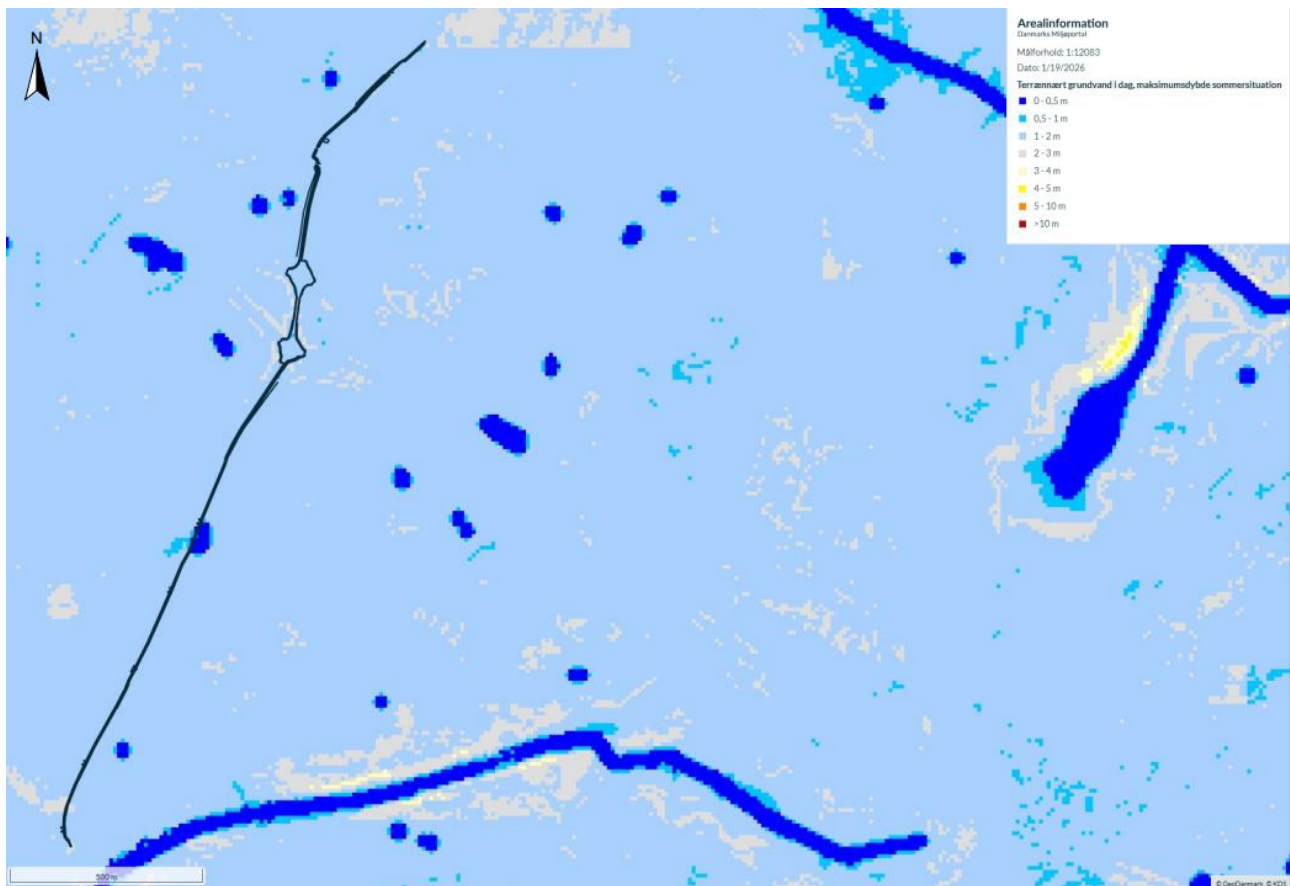 N
Arealinformation
Danmarks Miljøportal
Målforhold: 1:12083
Dato: 1/19/2026
Terrænnært grundvand i dag, maksimumsdybde sommersituation
0 - 0,5 m
0,5 - 1 m
1 - 2 m
2 - 3 m
3 - 4 m
4 - 5 m
5 - 10 m
>10 m
500 m
© GeoDanmark, © KDS